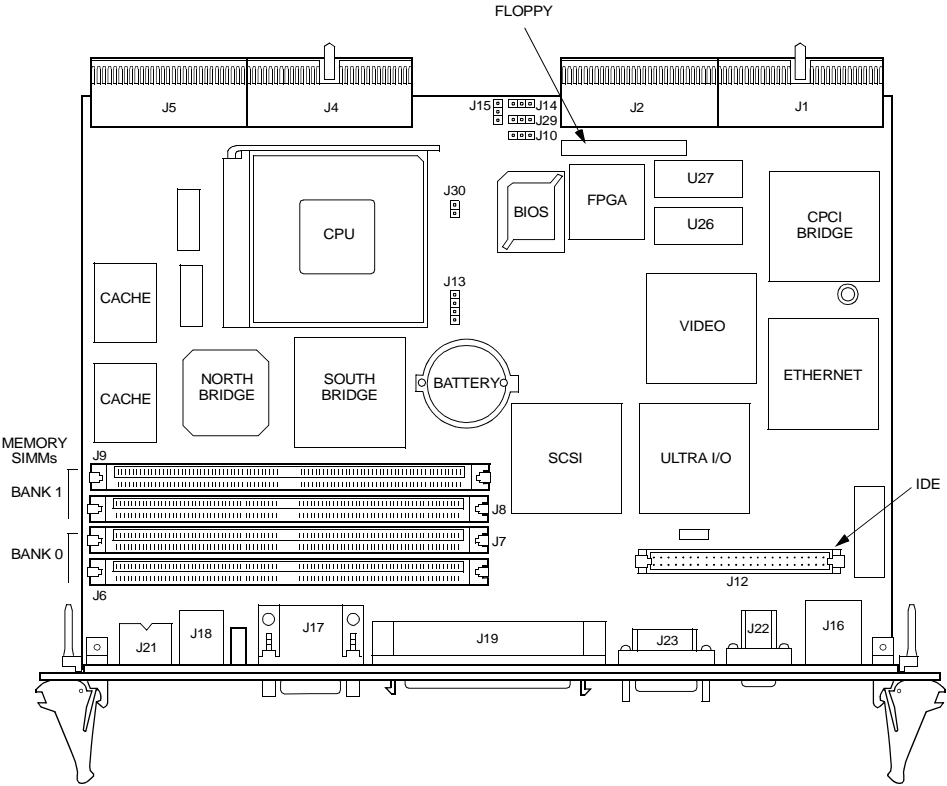 FLOPPY
J5
J4
J15
J14
J29
J10
J2
J1
J30
CPU
BIOS
FPGA
U27
U26
CPCI
BRIDGE
CACHE
J13
VIDEO
ETHERNET
CACHE
NORTH
BRIDGE
SOUTH
BRIDGE
BATTERY
SCSI
ULTRA I/O
MEMORY
SIMMs
J9
BANK 1
J8
IDE
BANK 0
J7
J12
J6
J21
J18
J17
J19
J23
J22
J16